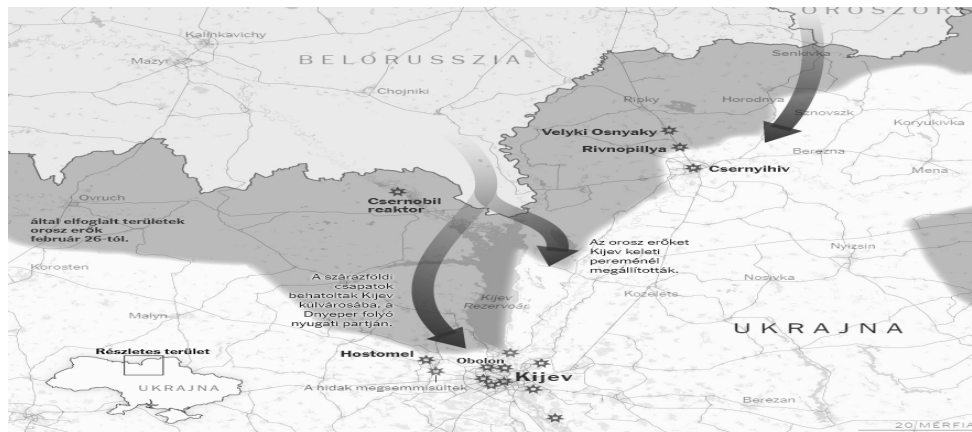 OROSZORS
Kalinkavichy
Mazyr
BELÓRUSSZIA
Senkivka
Chojniki
Ripky
Horodnya
Sznovszk
Koryukivka
Velyki Osnyaky
Rivnopillya
Berezna
Csernyihiv
Mena
Ovruch
Csernobil
reaktor
által elfoglalt területek
orosz erők
február 26-tól.
Az orosz erőket
Kijev keleti
pereménél
megállították.
Nyizsin
Korosten
A szárazföldi
csapatok
behatoltak Kijev
külvárosába, a
Dnyeper folyó
nyugati partján.
Nosivka
Kozelets
Kijev
Rezervoár
Malyn
UKRAJNA
Részletes terület
Hostomel
Obolon
Kijev
UKRAJNA
A hidak megsemmisültek
Berezan
20 MÉRFÖ